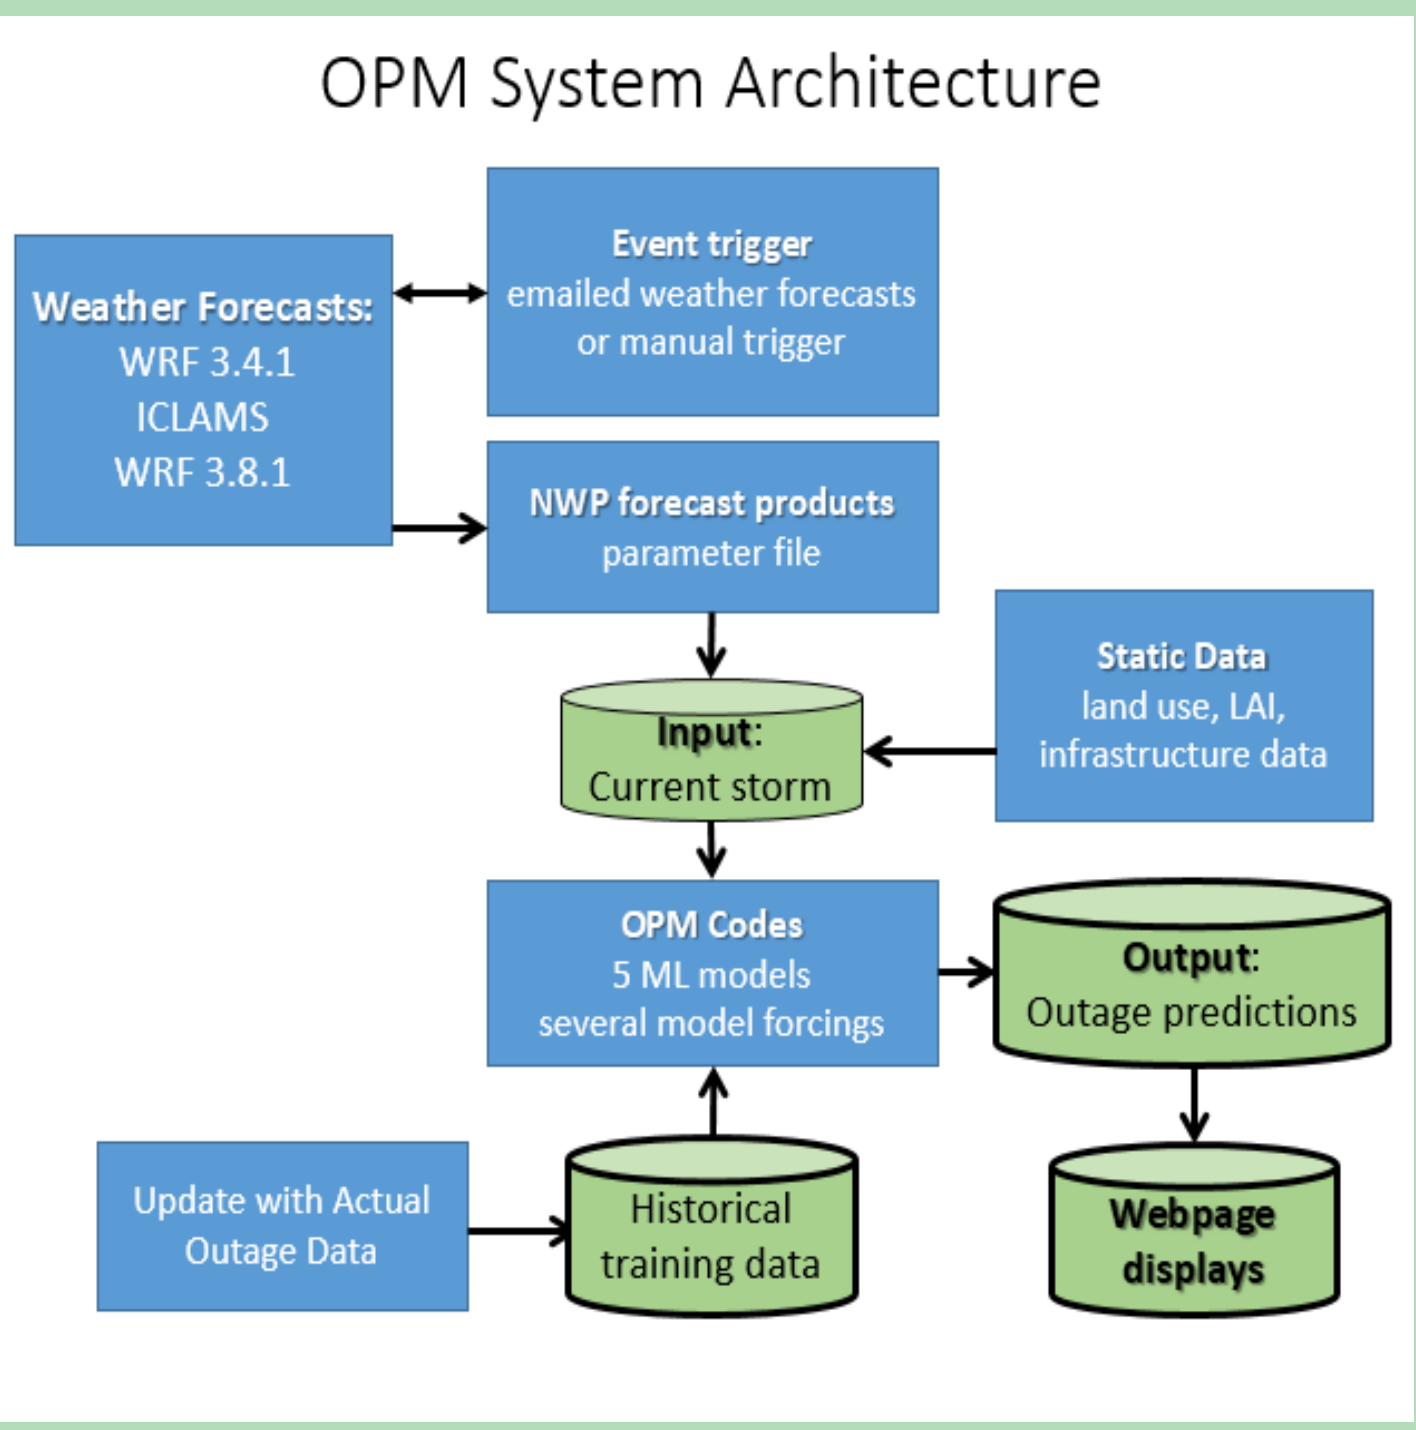 OPM System Architecture
Event trigger
emailed weather forecasts
or manual trigger
Weather Forecasts:
WRF 3.4.1
ICLAMS
WRF 3.8.1
NWP forecast products
parameter file
Static Data
land use, LAI,
infrastructure data
Input:
Current storm
OPM Codes
5 ML models
several model forcings
Output:
Outage predictions
Update with Actual
Outage Data
Historical
training data
Webpage
displays